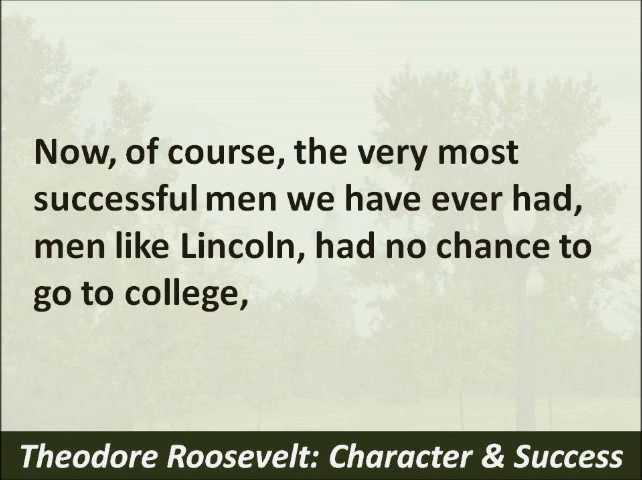 Now, of course, the very most
successful men we have ever had,
men like Lincoln, had no chance to
go to college,
Theodore Roosevelt: Character & Success